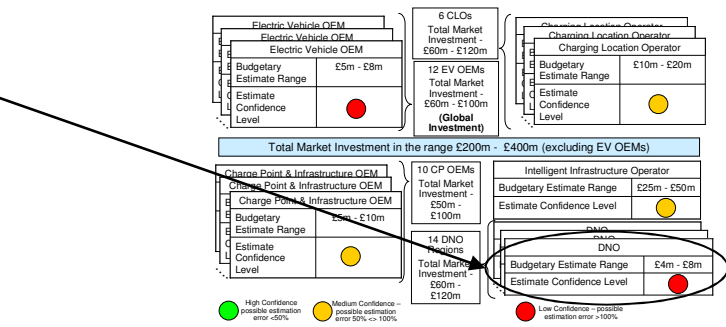 Electric Vehicle OEM
Electric Vehicle OEM
Electric Vehicle OEM
Budgetary
Estimate Range
£5m - £8m
Estimate
Confidence
Level
6 CLOs
Total Market
Investment -
£60m - £120m
12 EV OEMs
Total Market
Investment -
£60m - £100m
(Global
Investment)
Charging Location Operator
Charging Location Operator
Charging Location Operator
Budgetary
Estimate Range
£10m - £20m
Estimate
Confidence
Level
Total Market Investment in the range £200m - £400m (excluding EV OEMs)
Charge Point & Infrastructure OEM
Charge Point & Infrastructure OEM
Charge Point & Infrastructure OEM
Budgetary
Estimate Range
£5m - £10m
Estimate
Confidence
Level
10 CP OEMs
Total Market
Investment -
£50m -
£100m
14 DNO
Regions
Total Market
Investment -
£60m -
£120m
Intelligent Infrastructure Operator
Budgetary Estimate Range
£25m - £50m
Estimate Confidence Level
DNO
DNO
DNO
Budgetary Estimate Range
£4m - £8m
Estimate Confidence Level
High Confidence
possible estimation
error <50%
Medium Confidence –
possible estimation
error 50% <> 100%
Low Confidence – possible
estimation error >100%